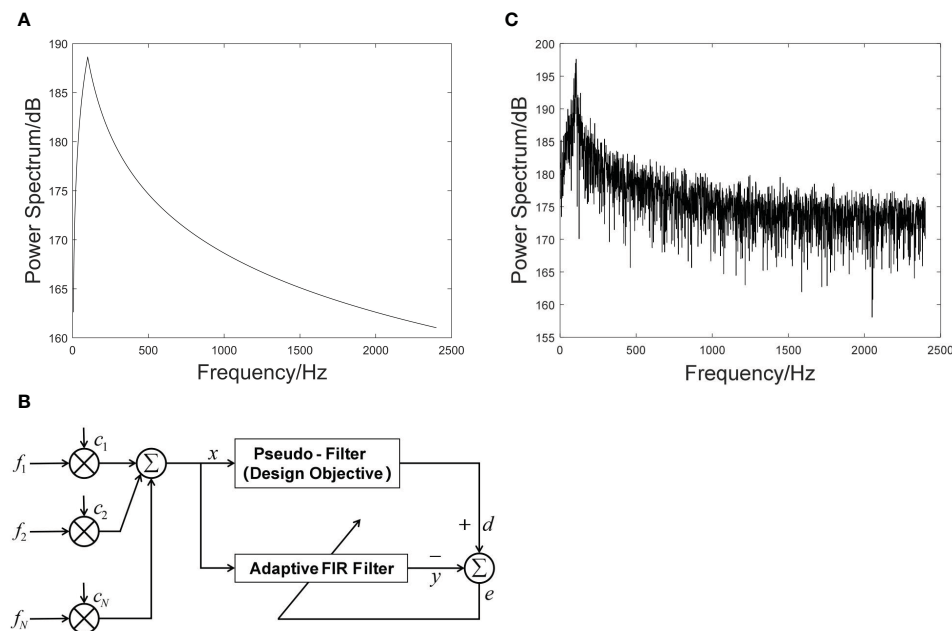 A
190
185
180
175
170
165
160
0
500
1000
1500
2000
2500
Power Spectrum/dB
Frequency/Hz
C
200
195
190
185
180
175
170
165
160
155
0
500
1000
1500
2000
2500
Power Spectrum/dB
Frequency/Hz
B
f1
c1
Σ
x
Pseudo - Filter
(Design Objective)
f2
c2
+
d
Adaptive FIR Filter
−
y
Σ
e
fN
cN